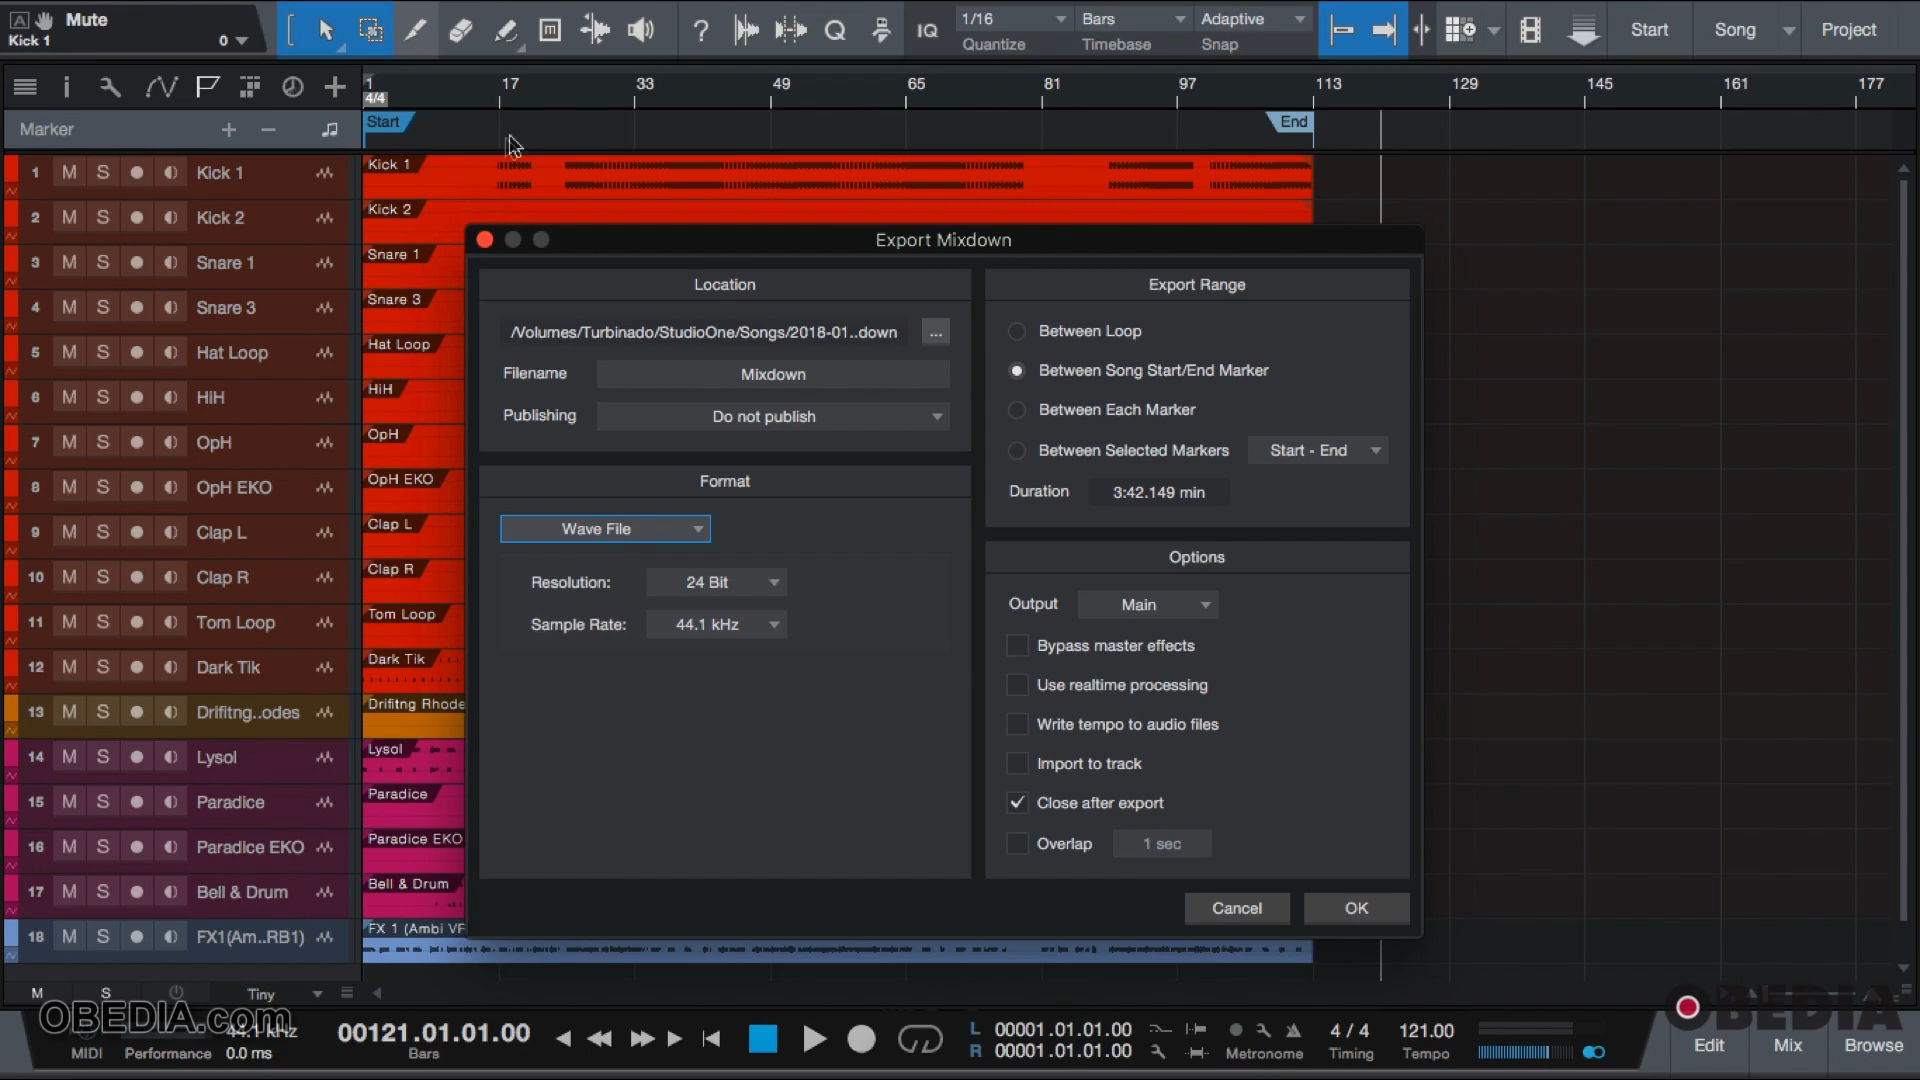 A Mute
Kick 1 0
1/16 Bars Adaptive
IQ Quantize Timebase Snap
Start Song Project
1 17 33 49 65 81 97 113 129 145 161 177
4/4
Marker Start End
1 M S Kick 1 Kick 1
2 M S Kick 2 Kick 2
3 M S Snare 1 Snare 1
4 M S Snare 3 Snare 3
5 M S Hat Loop Hat Loop
6 M S HiH HiH
7 M S OpH OpH
8 M S OpH EKO OpH EKO
9 M S Clap L Clap L
10 M S Clap R Clap R
11 M S Tom Loop Tom Loop
12 M S Dark Tik Dark Tik
13 M S Drifitng..odes Drifitng Rhode
14 M S Lysol Lysol
15 M S Paradice Paradice
16 M S Paradice EKO Paradice EKO
17 M S Bell & Drum Bell & Drum
18 M S FX1(Am..RB1) FX 1 (Ambi VF
Export Mixdown
Location
/Volumes/Turbinado/StudioOne/Songs/2018-01..down ...
Filename Mixdown
Publishing Do not publish
Format
Wave File
Resolution: 24 Bit
Sample Rate: 44.1 kHz
Export Range
Between Loop
Between Song Start/End Marker
Between Each Marker
Between Selected Markers Start - End
Duration 3:42.149 min
Options
Output Main
Bypass master effects
Use realtime processing
Write tempo to audio files
Import to track
Close after export
Overlap 1 sec
Cancel OK
M S Tiny
OBEDIA.com
44.1 kHz
MIDI Performance 0.0 ms
00121.01.01.00
Bars
L 00001.01.01.00
R 00001.01.01.00
Metronome
4 / 4
Timing
121.00
Tempo
OBEDIA
Edit Mix Browse